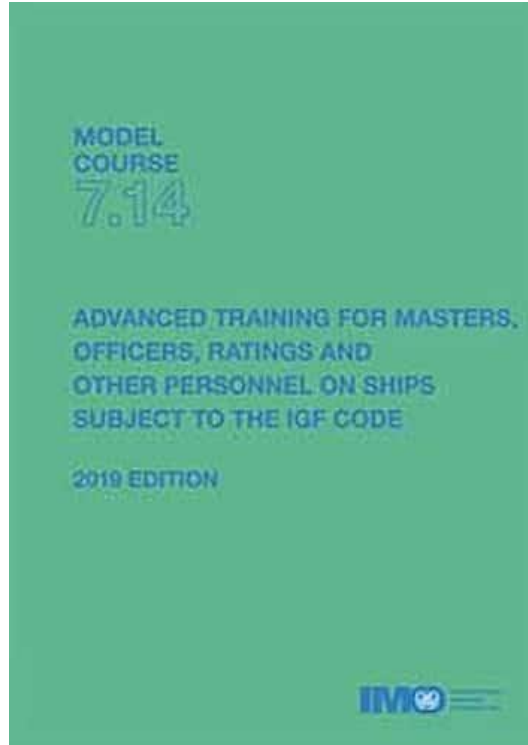 MODEL
COURSE
7.14
ADVANCED TRAINING FOR MASTERS,
OFFICERS, RATINGS AND
OTHER PERSONNEL ON SHIPS
SUBJECT TO THE IGF CODE
2019 EDITION
IMO